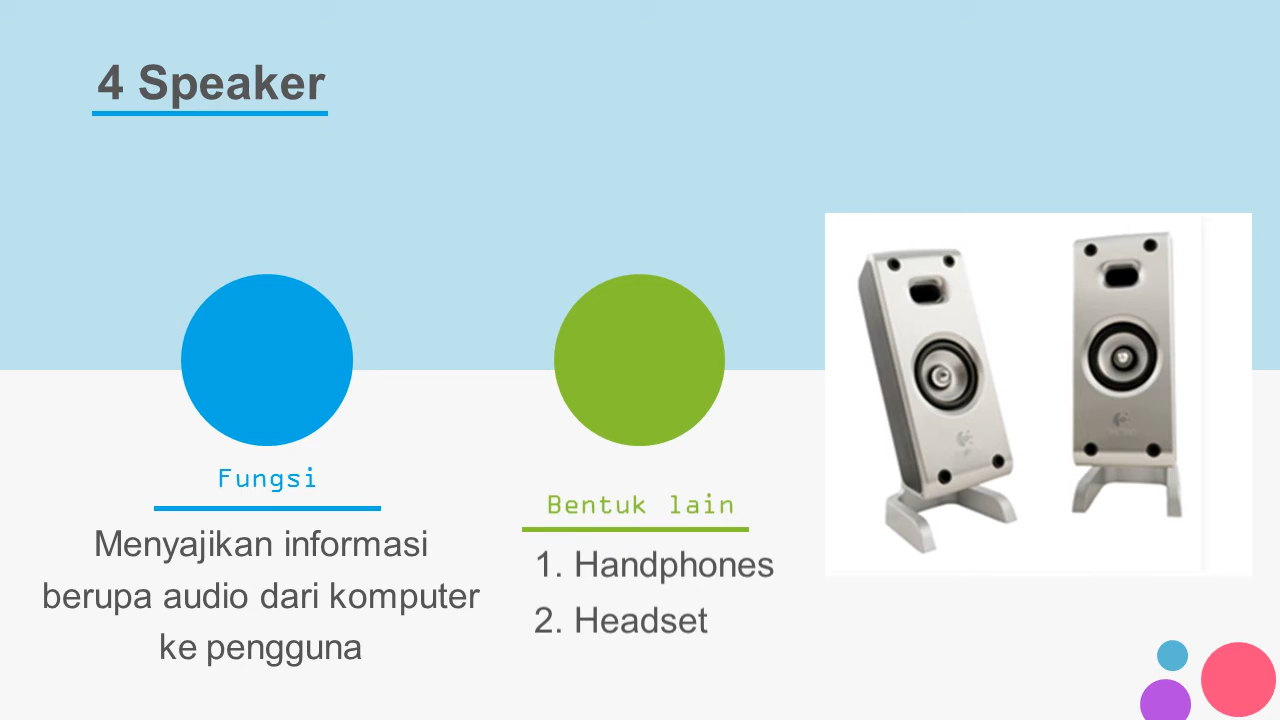 4 Speaker
Fungsi
Menyajikan informasi
berupa audio dari komputer
ke pengguna
Bentuk lain
1. Handphones
2. Headset